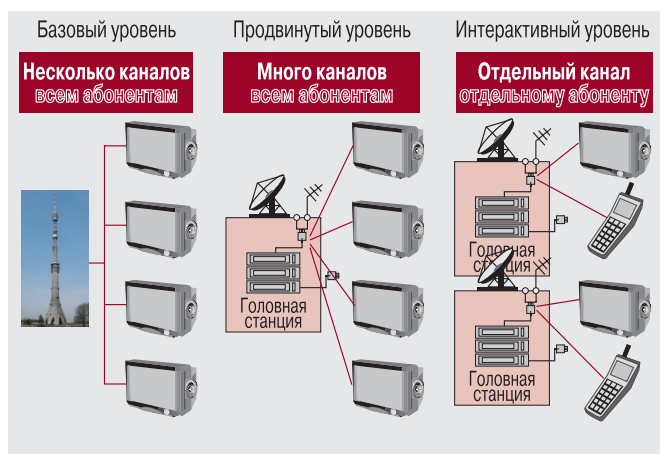 Базовый уровень
Несколько каналов
всем абонентам
Продвинутый уровень
Много каналов
всем абонентам
Головная
станция
Интерактивный уровень
Отдельный канал
отдельному абоненту
Головная
станция
Головная
станция